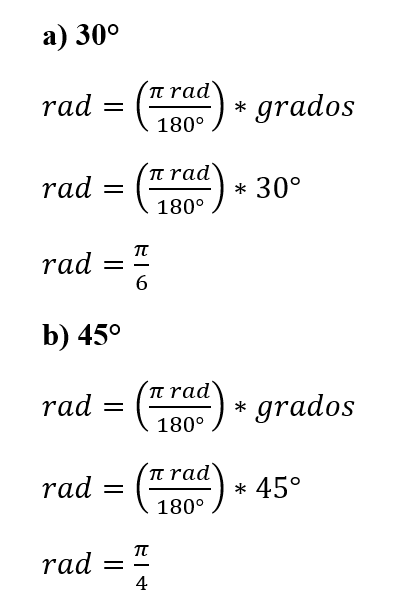 a) 30°
rad = (π rad / 180°) * grados
rad = (π rad / 180°) * 30°
rad = π / 6
b) 45°
rad = (π rad / 180°) * grados
rad = (π rad / 180°) * 45°
rad = π / 4